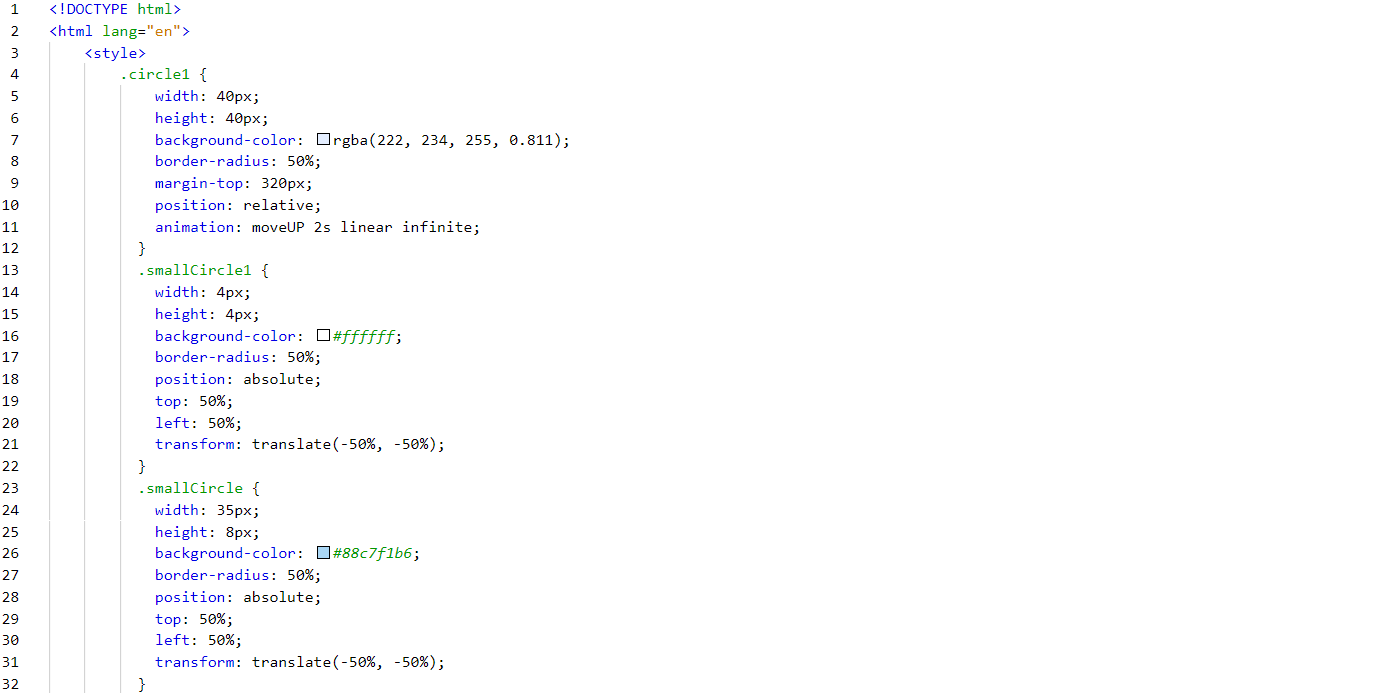 1 <!DOCTYPE html>
2 <html lang="en">
3 <style>
4 .circle1 {
5 width: 40px;
6 height: 40px;
7 background-color: rgba(222, 234, 255, 0.811);
8 border-radius: 50%;
9 margin-top: 320px;
10 position: relative;
11 animation: moveUP 2s linear infinite;
12 }
13 .smallCircle1 {
14 width: 4px;
15 height: 4px;
16 background-color: #ffffff;
17 border-radius: 50%;
18 position: absolute;
19 top: 50%;
20 left: 50%;
21 transform: translate(-50%, -50%);
22 }
23 .smallCircle {
24 width: 35px;
25 height: 8px;
26 background-color: #88c7f1b6;
27 border-radius: 50%;
28 position: absolute;
29 top: 50%;
30 left: 50%;
31 transform: translate(-50%, -50%);
32 }